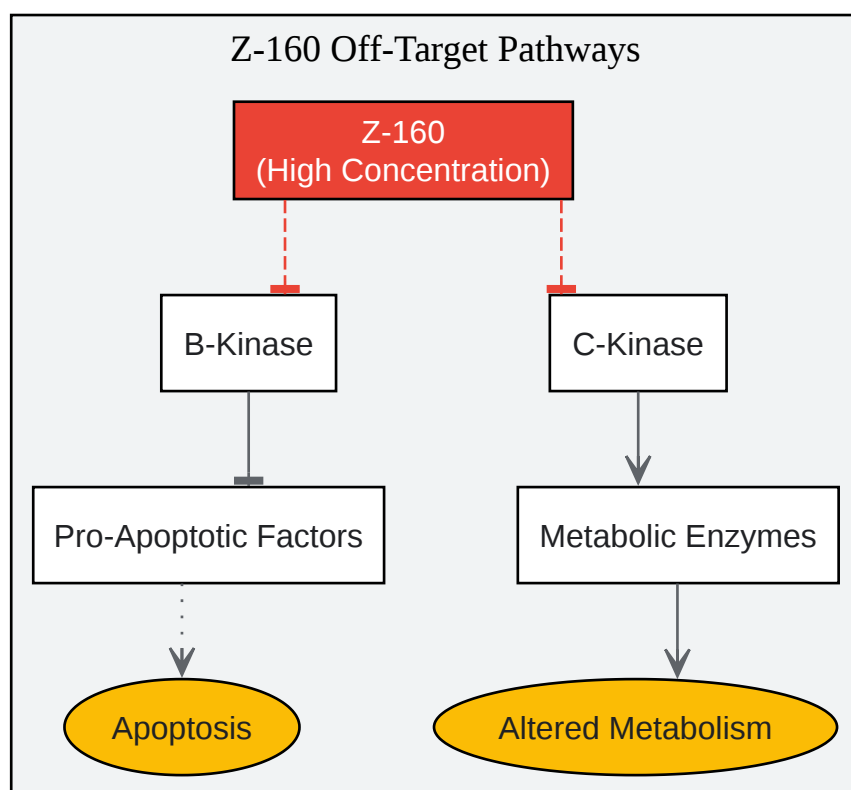 Z-160 Off-Target Pathways
Z-160
(High Concentration)
B-Kinase
C-Kinase
Pro-Apoptotic Factors
Metabolic Enzymes
Apoptosis
Altered Metabolism